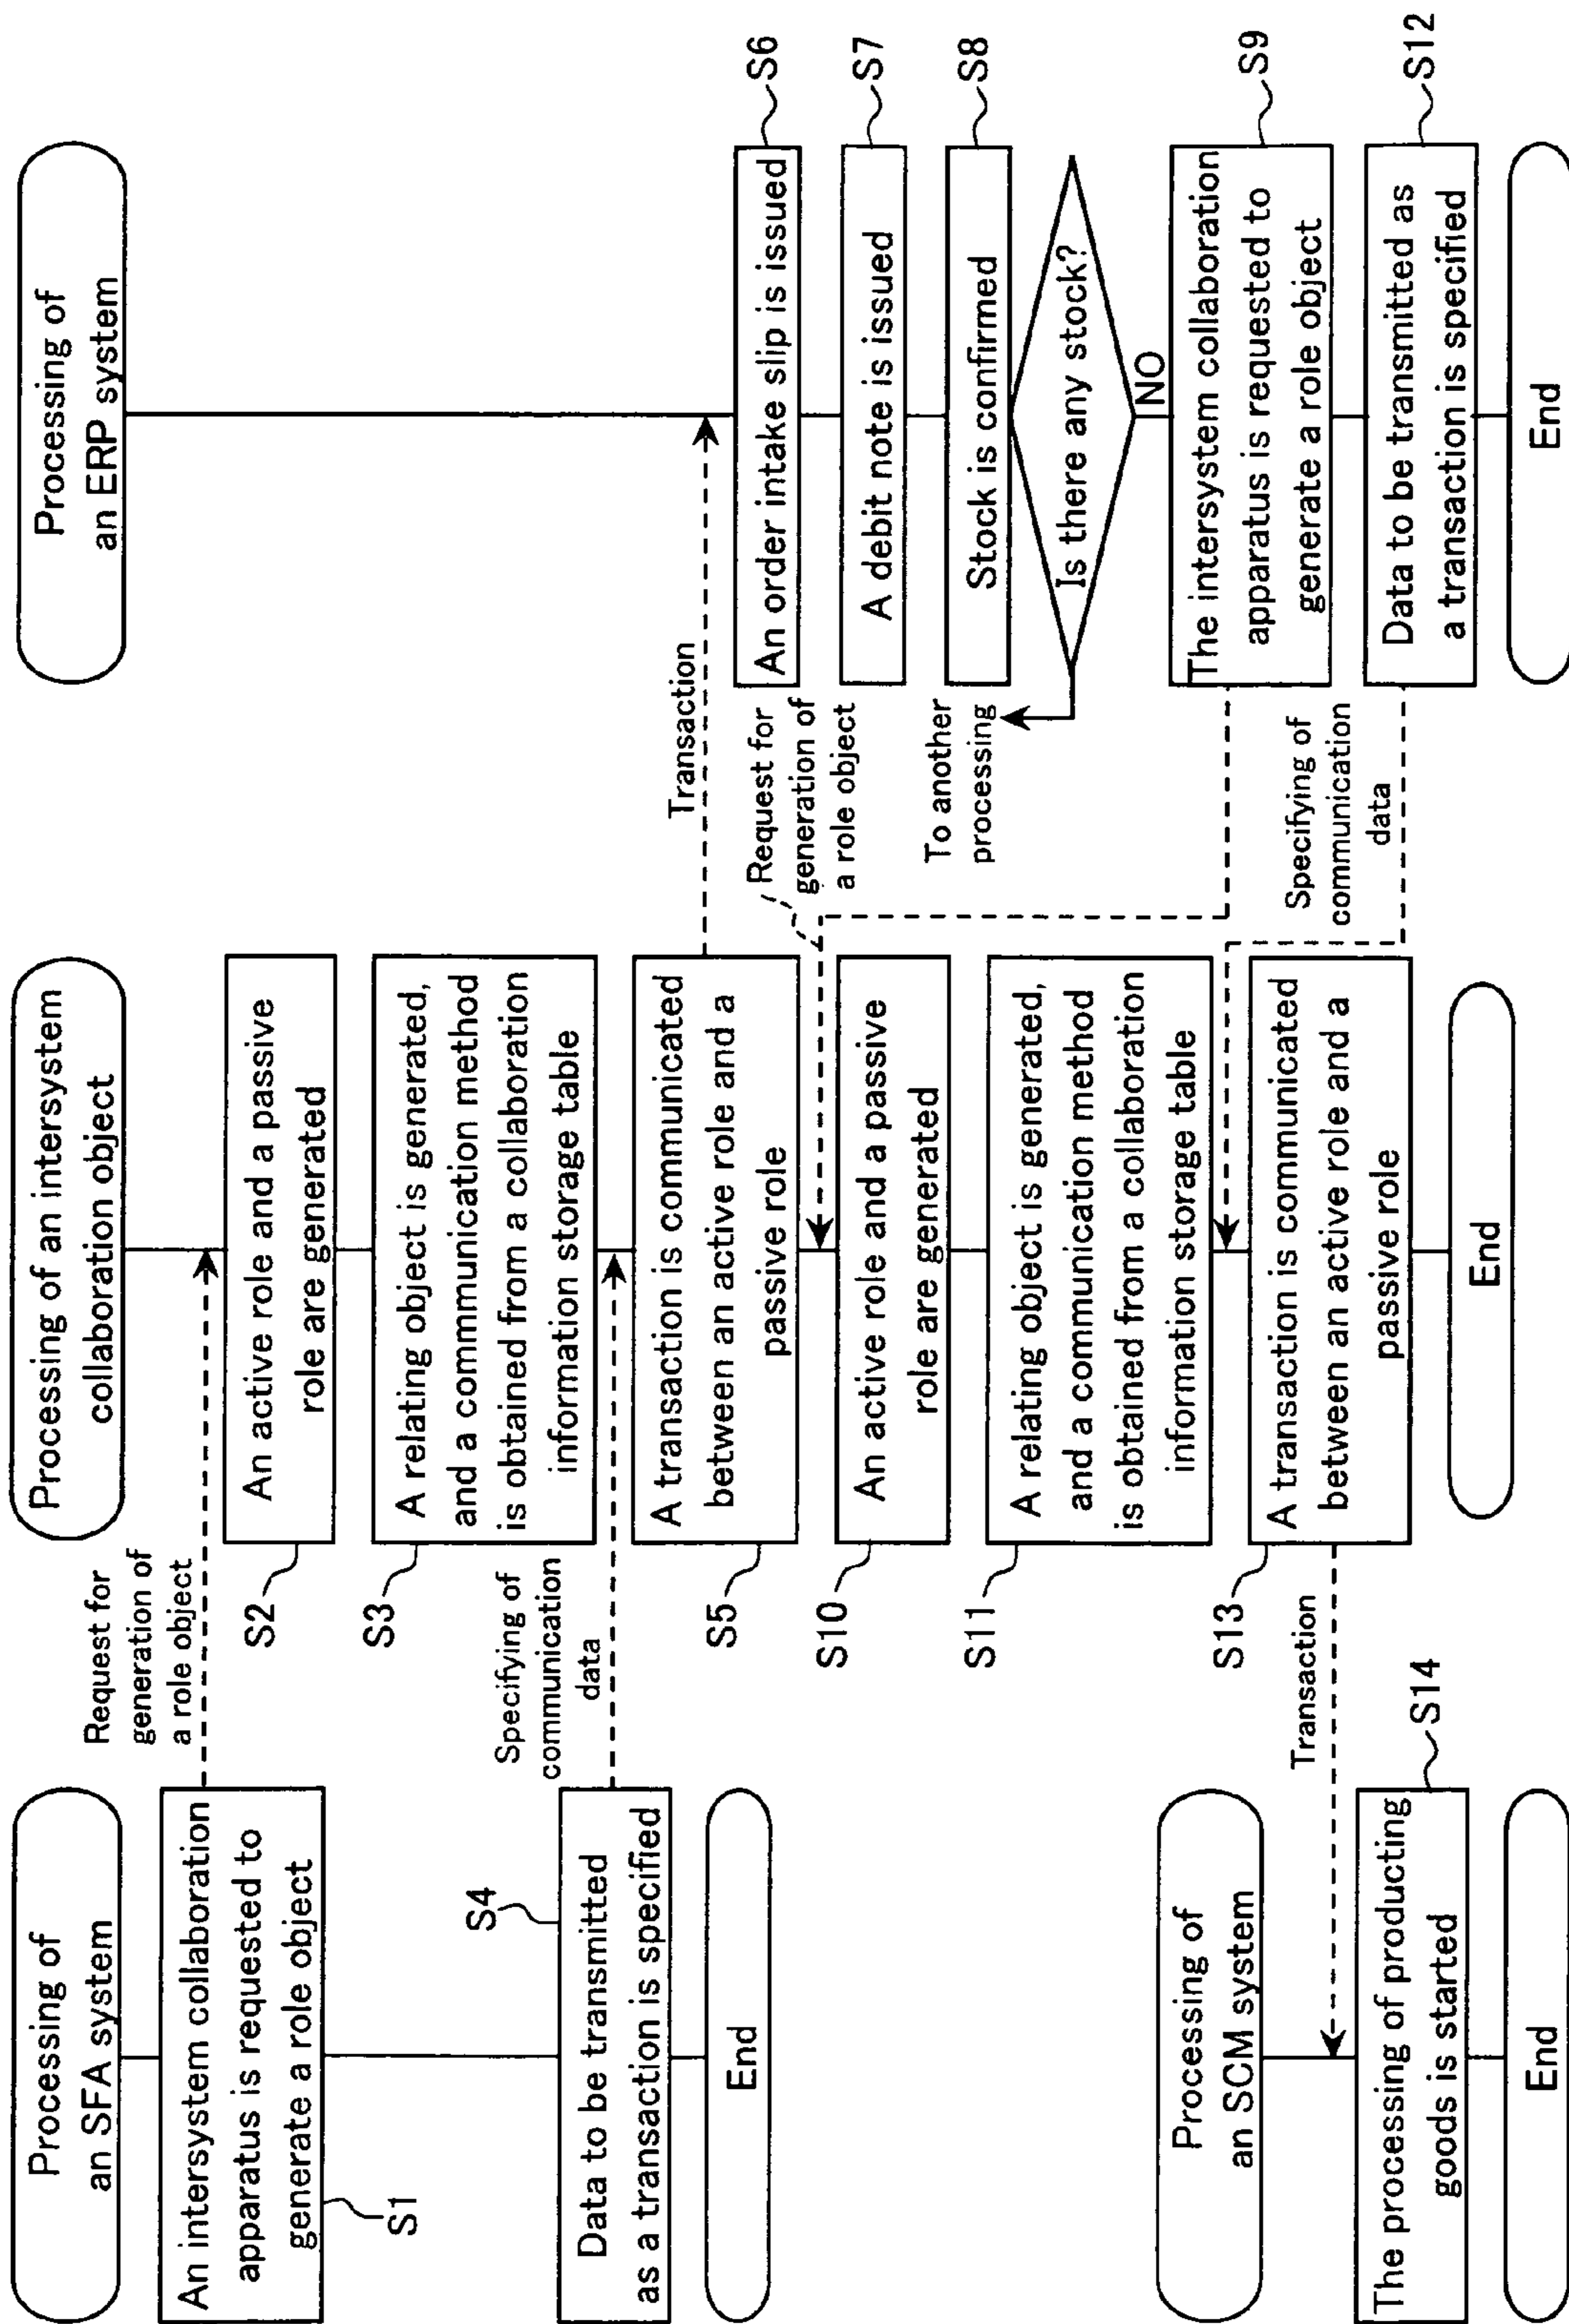 Processing of
an SFA system
An intersystem collaboration
apparatus is requested to
generate a role object
S1
S4
Data to be transmitted
as a transaction is specified
End
Processing of
an SCM system
The processing of producting
goods is started
S14
End
Request for
generation of
a role object
Specifying of
communication
data
Transaction
Processing of an intersystem
collaboration object
An active role and a passive
role are generated
S2
A relating object is generated,
and a communication method
is obtained from a collaboration
information storage table
S3
A transaction is communicated
between an active role and a
passive role
S5
An active role and a passive
role are generated
S10
A relating object is generated,
and a communication method
is obtained from a collaboration
information storage table
S11
A transaction is communicated
between an active role and a
passive role
S13
End
Transaction
Request for
generation of
a role object
To another
processing
Specifying of
communication
data
Processing of
an ERP system
An order intake slip is issued
S6
A debit note is issued
S7
Stock is confirmed
S8
Is there any stock?
NO
The intersystem collaboration
apparatus is requested to
generate a role object
S9
Data to be transmitted as
a transaction is specified
S12
End